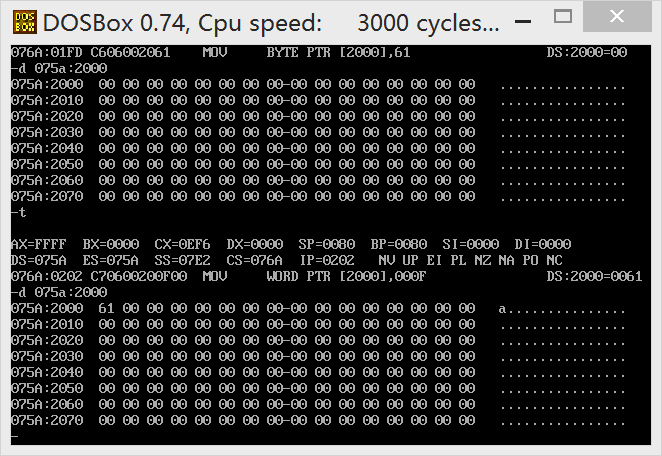 DOS BOX DOSBox 0.74, Cpu speed: 3000 cycles...
076A:01FD C606002061 MOV BYTE PTR [2000],61 DS:2000=00
-d 075a:2000
075A:2000 00 00 00 00 00 00 00 00-00 00 00 00 00 00 00 00 ................
075A:2010 00 00 00 00 00 00 00 00-00 00 00 00 00 00 00 00 ................
075A:2020 00 00 00 00 00 00 00 00-00 00 00 00 00 00 00 00 ................
075A:2030 00 00 00 00 00 00 00 00-00 00 00 00 00 00 00 00 ................
075A:2040 00 00 00 00 00 00 00 00-00 00 00 00 00 00 00 00 ................
075A:2050 00 00 00 00 00 00 00 00-00 00 00 00 00 00 00 00 ................
075A:2060 00 00 00 00 00 00 00 00-00 00 00 00 00 00 00 00 ................
075A:2070 00 00 00 00 00 00 00 00-00 00 00 00 00 00 00 00 ................
-t
AX=FFFF BX=0000 CX=0EF6 DX=0000 SP=0080 BP=0080 SI=0000 DI=0000
DS=075A ES=075A SS=07E2 CS=076A IP=0202 NV UP EI PL NZ NA PO NC
076A:0202 C70600200F00 MOV WORD PTR [2000],000F DS:2000=0061
-d 075a:2000
075A:2000 61 00 00 00 00 00 00 00-00 00 00 00 00 00 00 00 a...............
075A:2010 00 00 00 00 00 00 00 00-00 00 00 00 00 00 00 00 ................
075A:2020 00 00 00 00 00 00 00 00-00 00 00 00 00 00 00 00 ................
075A:2030 00 00 00 00 00 00 00 00-00 00 00 00 00 00 00 00 ................
075A:2040 00 00 00 00 00 00 00 00-00 00 00 00 00 00 00 00 ................
075A:2050 00 00 00 00 00 00 00 00-00 00 00 00 00 00 00 00 ................
075A:2060 00 00 00 00 00 00 00 00-00 00 00 00 00 00 00 00 ................
075A:2070 00 00 00 00 00 00 00 00-00 00 00 00 00 00 00 00 ................
-